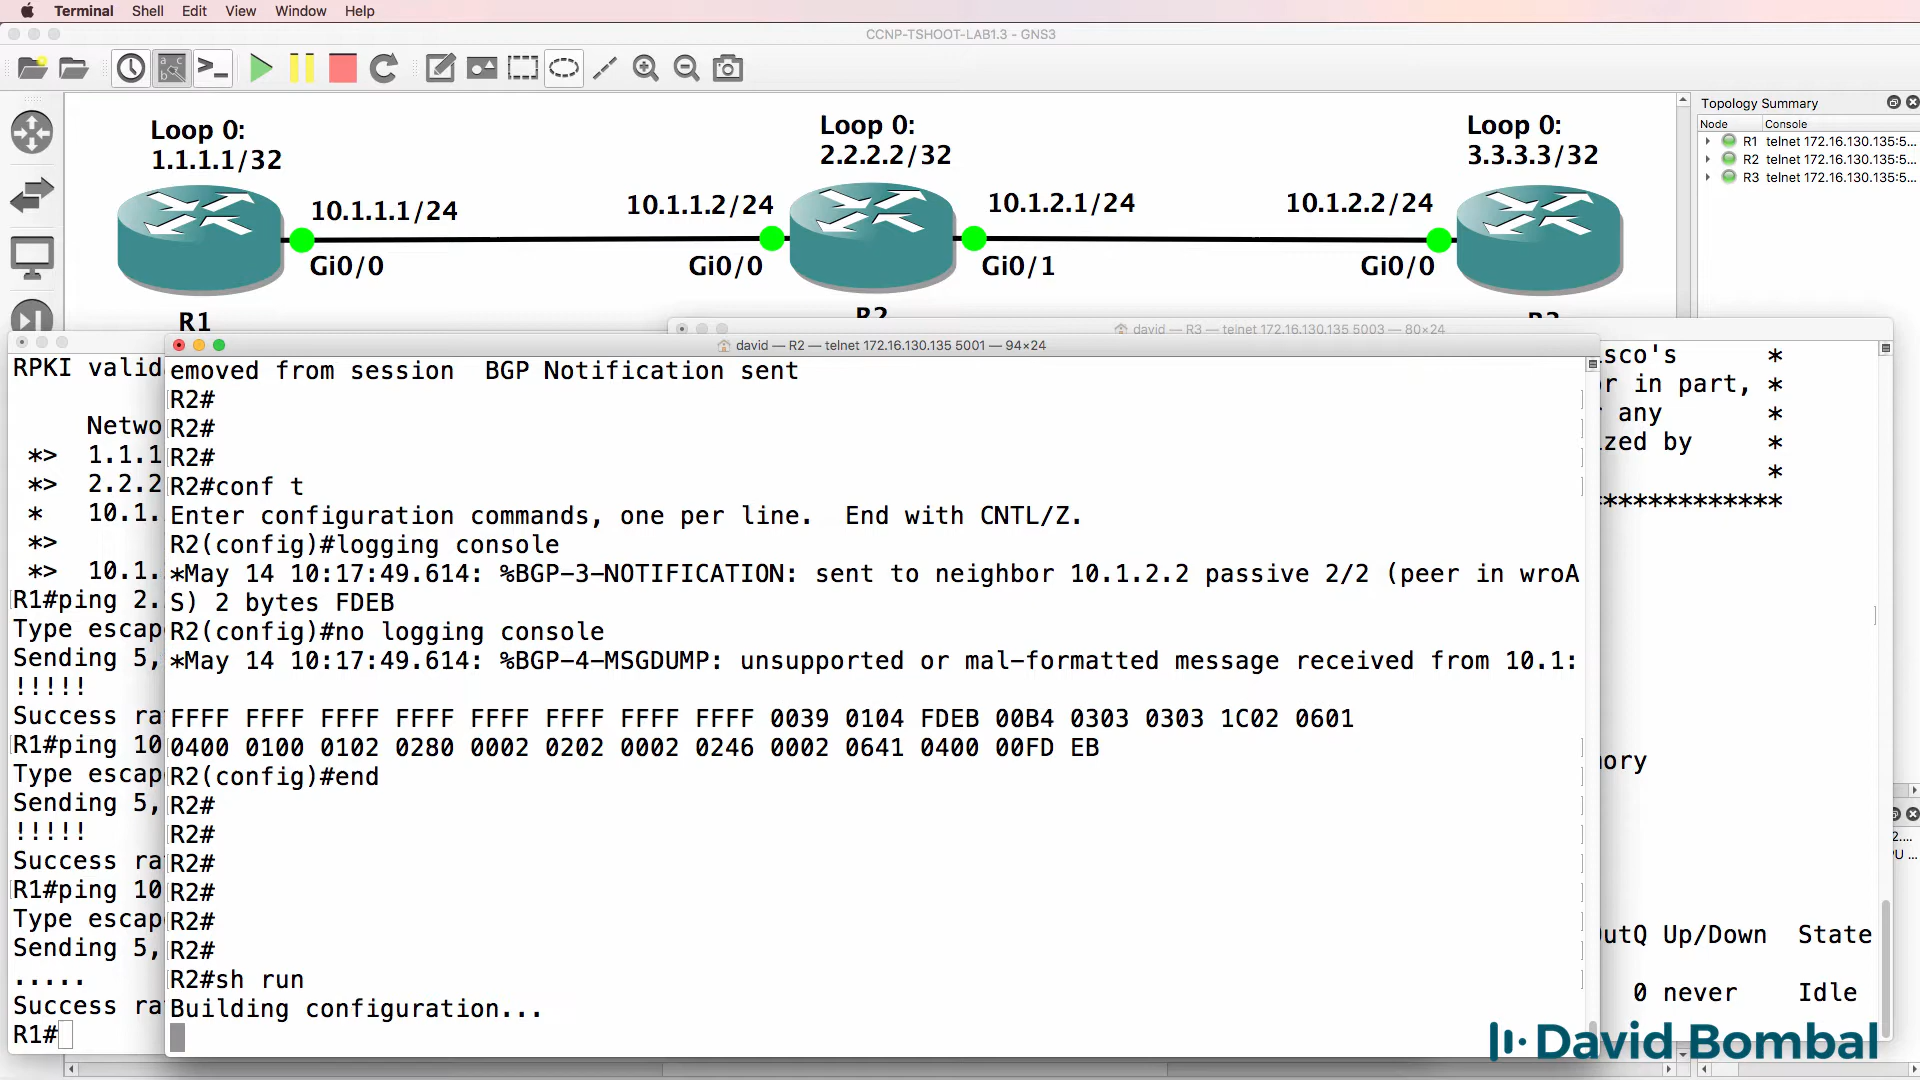 Terminal Shell Edit View Window Help
CCNP-TSHOOT-LAB1.3 - GNS3
Topology Summary
Node Console
R1 telnet 172.16.130.135:5...
R2 telnet 172.16.130.135:5...
R3 telnet 172.16.130.135:5...
Loop 0:
1.1.1.1/32
Loop 0:
2.2.2.2/32
Loop 0:
3.3.3.3/32
10.1.1.1/24
10.1.1.2/24
10.1.2.1/24
10.1.2.2/24
Gi0/0
Gi0/0
Gi0/1
Gi0/0
R1
R2
david — R3 — telnet 172.16.130.135 5003 — 80×24
david — R2 — telnet 172.16.130.135 5001 — 94×24
emoved from session  BGP Notification sent
R2#
R2#
R2#
R2#conf t
Enter configuration commands, one per line.  End with CNTL/Z.
R2(config)#logging console
*May 14 10:17:49.614: %BGP-3-NOTIFICATION: sent to neighbor 10.1.2.2 passive 2/2 (peer in wroA
S) 2 bytes FDEB
R2(config)#no logging console
*May 14 10:17:49.614: %BGP-4-MSGDUMP: unsupported or mal-formatted message received from 10.1:
FFFF FFFF FFFF FFFF FFFF FFFF FFFF FFFF 0039 0104 FDEB 00B4 0303 0303 1C02 0601
0400 0100 0102 0280 0002 0202 0002 0246 0002 0641 0400 00FD EB
R2(config)#end
R2#
R2#
R2#
R2#
R2#
R2#
R2#sh run
Building configuration...
RPKI valid
Netwo
*> 1.1.1
*> 2.2.2
* 10.1.
*>
*> 10.1.
R1#ping 2.
Type escap
Sending 5,
!!!!!
Success ra
R1#ping 10
Type escap
Sending 5,
!!!!!
Success ra
R1#ping 10
Type escap
Sending 5,
.....
Success ra
R1#
sco's *
r in part, *
any *
zed by *
*
*************
ory
utQ Up/Down State
0 never Idle
2....
PU ...
David Bombal